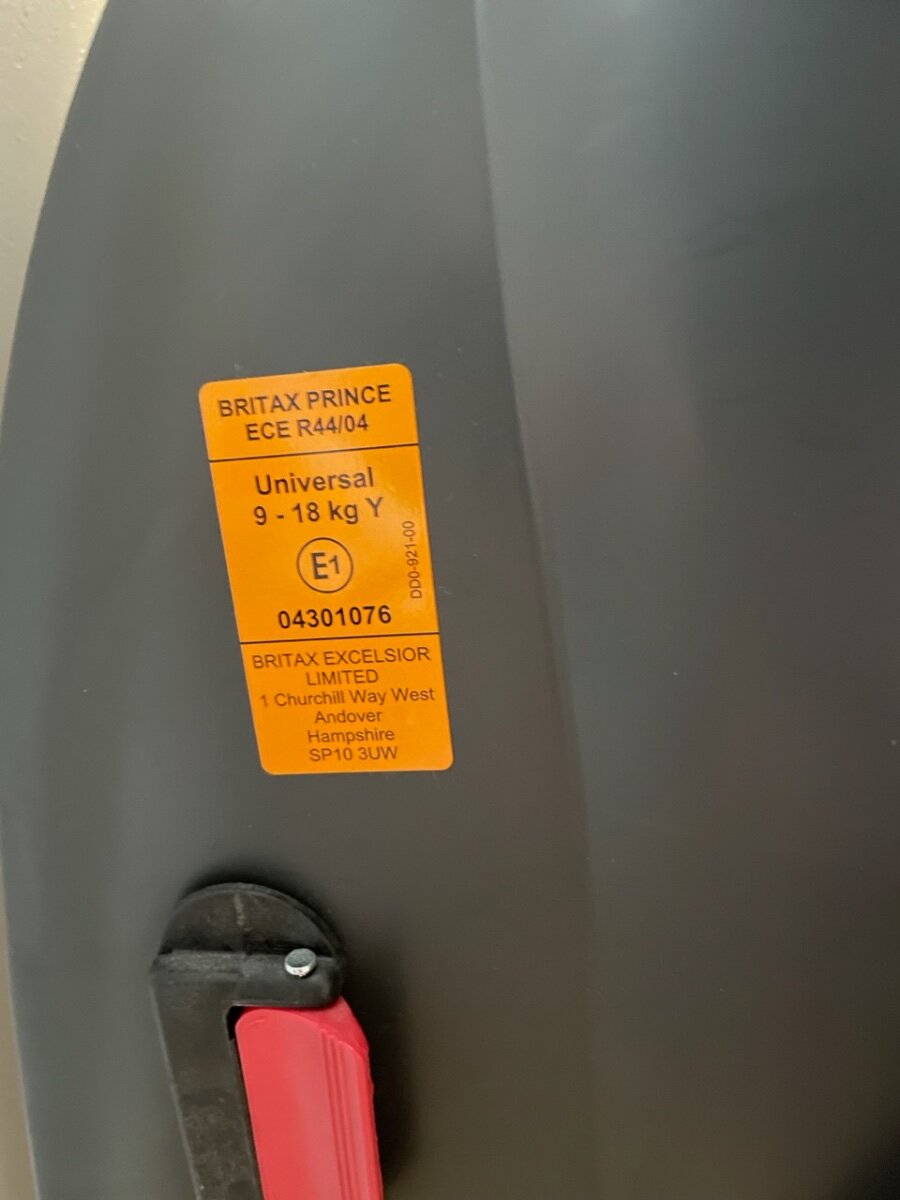 BRITAX PRINCE
ECE R44/04
Universal
9 - 18 kg Y
E1
DD0-921-00
04301076
BRITAX EXCELSIOR
LIMITED
1 Churchill Way West
Andover
Hampshire
SP10 3UW